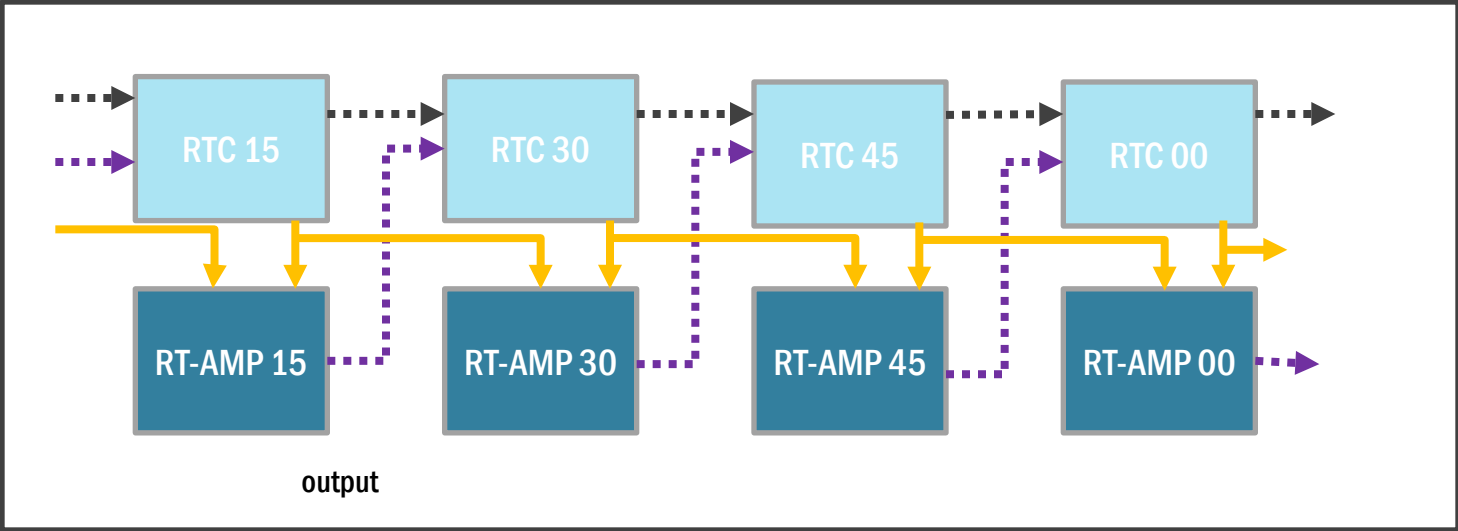 RTC 15
RTC 30
RTC 45
RTC 00
RT-AMP 15
RT-AMP 30
RT-AMP 45
RT-AMP 00
output